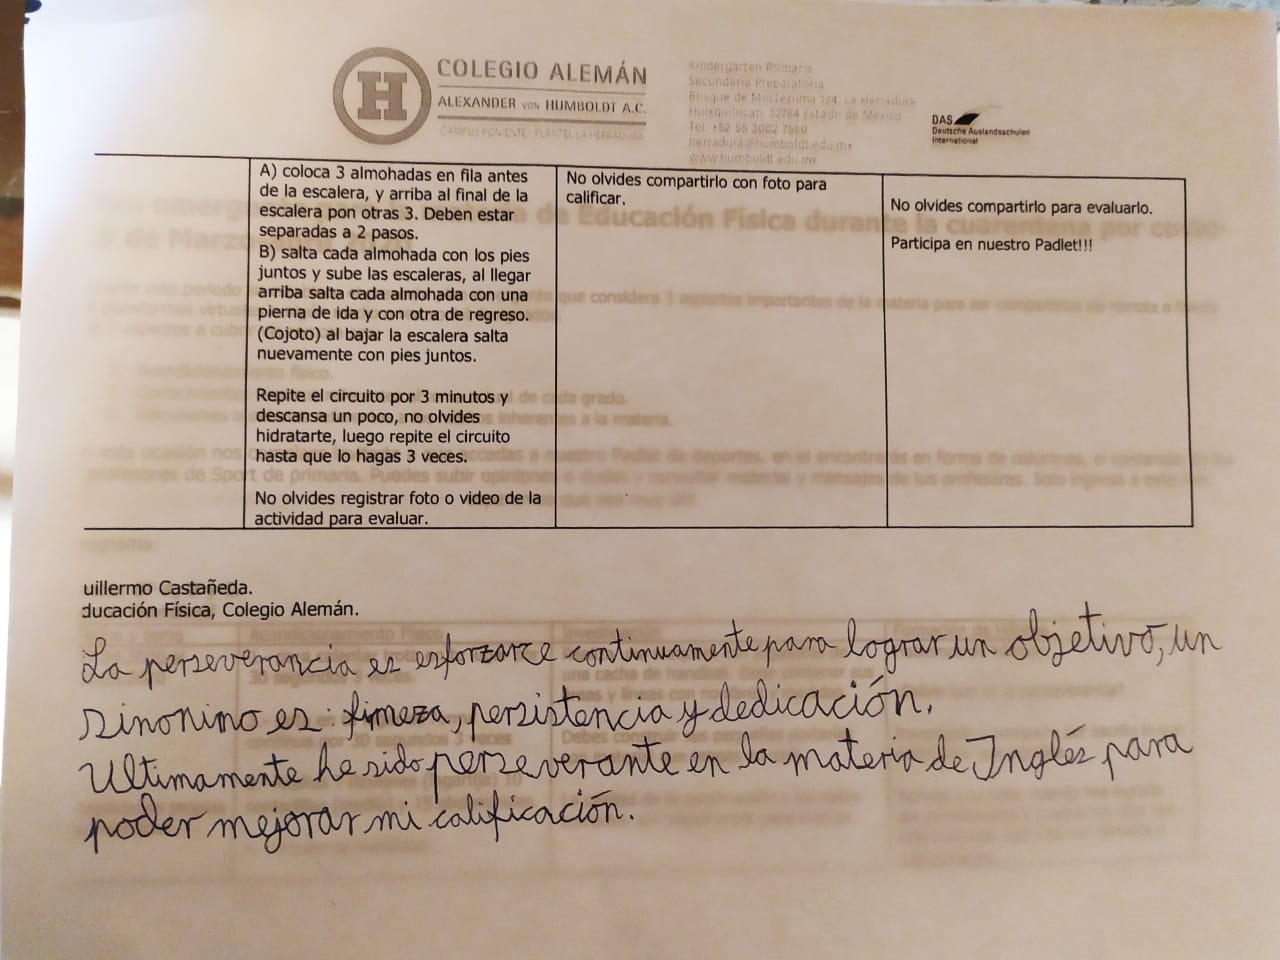 COLEGIO ALEMÁN
ALEXANDER VON HUMBOLDT A.C.
CAMPUS PONIENTE - PLANTEL LA HERRADURA
Kindergarten Primaria
Secundaria Preparatoria
Bosque de Moctezuma 124, La Herradura
Huixquilucan, 52784 Estado de México
Tel. +52 55 3002 7560
herradura@humboldt.edu.mx
www.humboldt.edu.mx
DAS
Deutsche Auslandsschulen
International
A) coloca 3 almohadas en fila antes
de la escalera, y arriba al final de la
escalera pon otras 3. Deben estar
separadas a 2 pasos.
B) salta cada almohada con los pies
juntos y sube las escaleras, al llegar
arriba salta cada almohada con una
pierna de ida y con otra de regreso.
(Cojoto) al bajar la escalera salta
nuevamente con pies juntos.
Repite el circuito por 3 minutos y
descansa un poco, no olvides
hidratarte, luego repite el circuito
hasta que lo hagas 3 veces.
No olvides registrar foto o video de la
actividad para evaluar.
No olvides compartirlo con foto para
calificar.
No olvides compartirlo para evaluarlo.
Participa en nuestro Padlet!!!
uillermo Castañeda.
ducación Física, Colegio Alemán.
La perseverancia es esforzarce continuamente para lograr un objetivo, un
sinonino es: fimeza, persistencia y dedicación.
Ultimamente he sido perseverante en la materia de Inglés para
poder mejorar mi calificación.